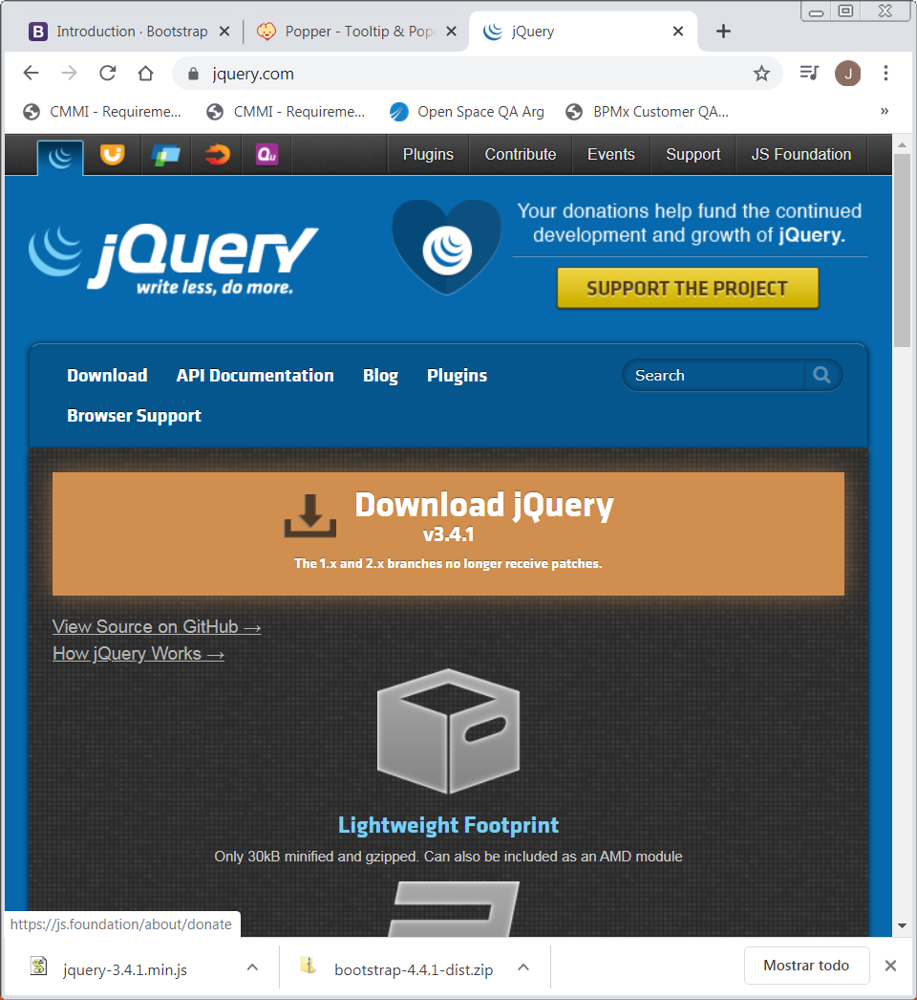 Introduction · Bootstrap
Popper - Tooltip & Pop
jQuery
jquery.com
J
CMMI - Requireme...
CMMI - Requireme...
Open Space QA Arg
BPMx Customer QA...
»
Qu
Plugins
Contribute
Events
Support
JS Foundation
jQuery
write less, do more.
Your donations help fund the continued
development and growth of jQuery.
SUPPORT THE PROJECT
Download
API Documentation
Blog
Plugins
Search
Browser Support
Download jQuery
v3.4.1
The 1.x and 2.x branches no longer receive patches.
View Source on GitHub →
How jQuery Works →
Lightweight Footprint
Only 30kB minified and gzipped. Can also be included as an AMD module
https://js.foundation/about/donate
jquery-3.4.1.min.js
bootstrap-4.4.1-dist.zip
Mostrar todo